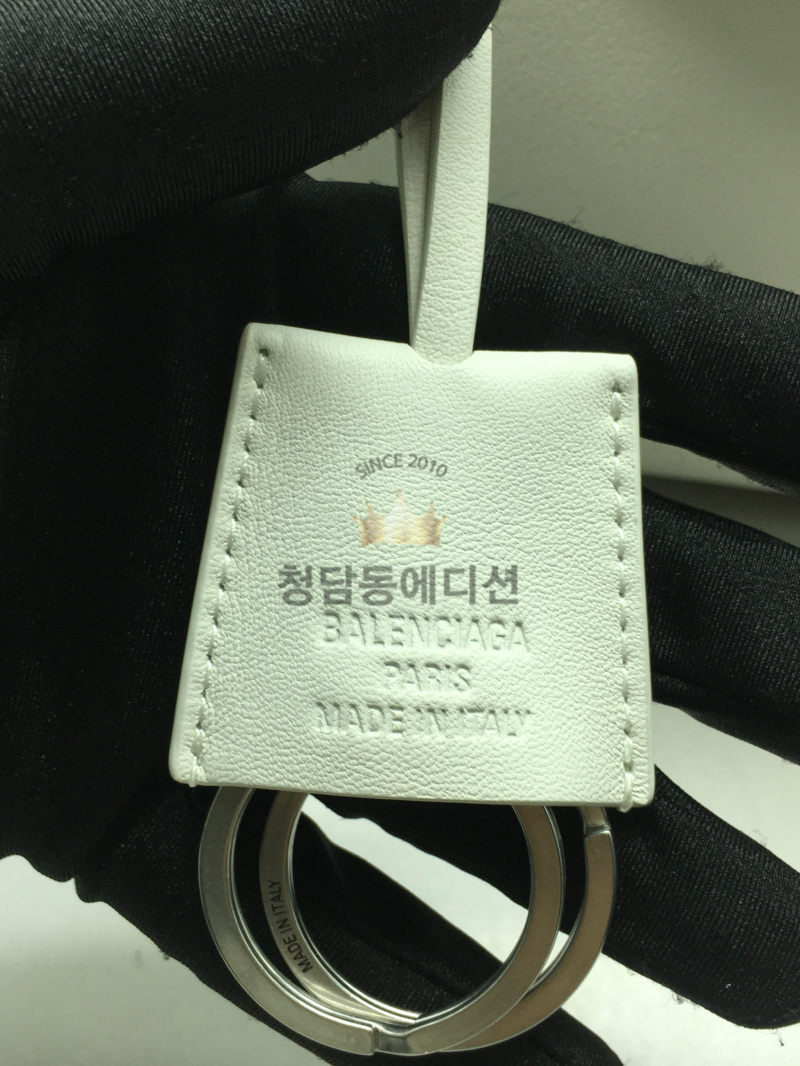 SINCE 2010
청담동에디션
BALENCIAGA
PARIS
MADE IN ITALY
MADE IN ITALY